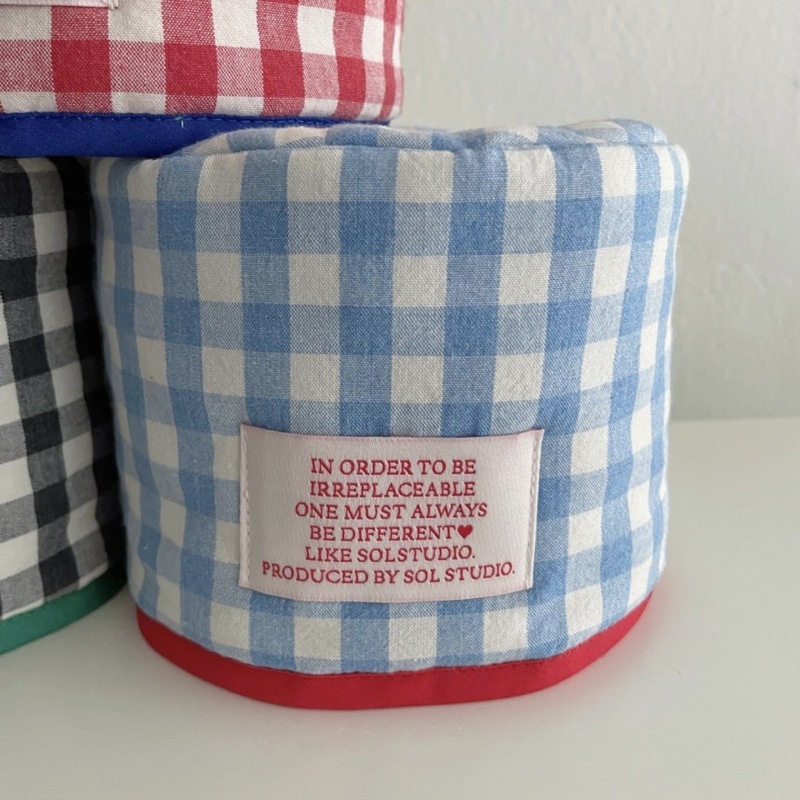 IN ORDER TO BE
IRREPLACEABLE
ONE MUST ALWAYS
BE DIFFERENT♥
LIKE SOLSTUDIO.
PRODUCED BY SOL STUDIO.